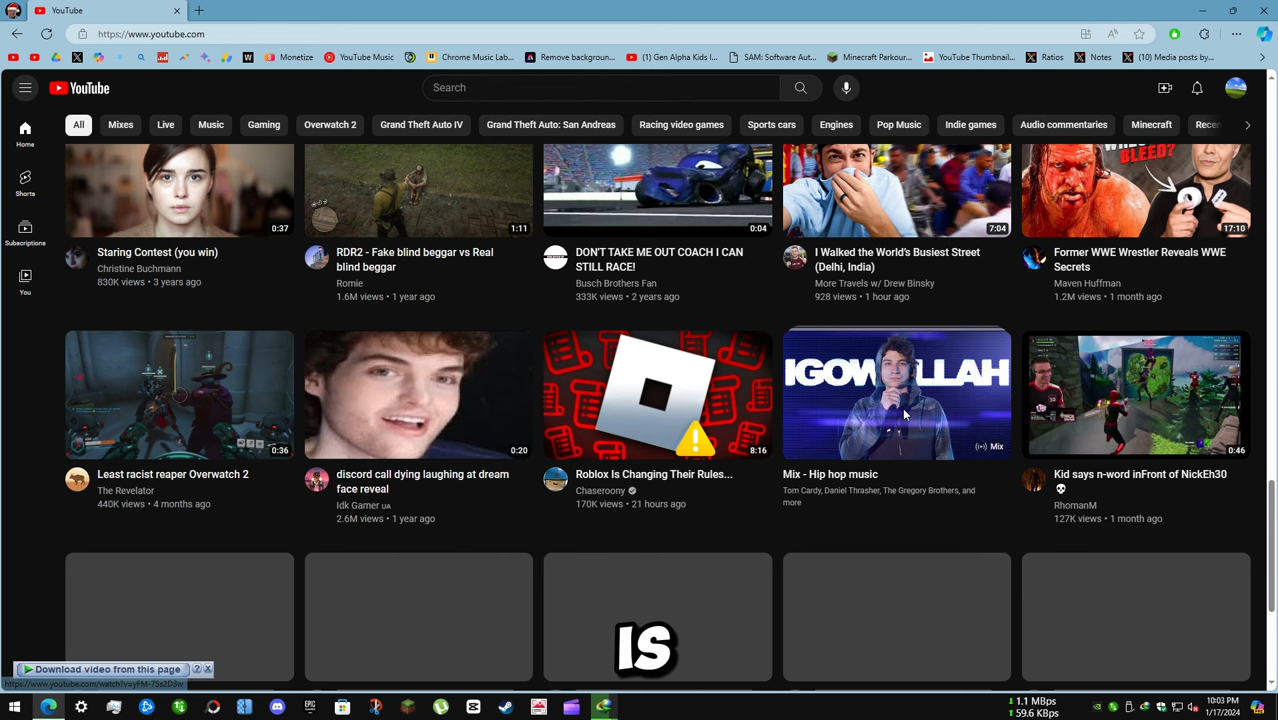 YouTube
https://www.youtube.com
Monetize
YouTube Music
Chrome Music Lab...
Remove backgroun...
(1) Gen Alpha Kids I...
SAM: Software Aut...
Minecraft Parkour...
YouTube Thumbnail...
Ratios
Notes
(10) Media posts by...
YouTube
Search
All
Mixes
Live
Music
Gaming
Overwatch 2
Grand Theft Auto IV
Grand Theft Auto: San Andreas
Racing video games
Sports cars
Engines
Pop Music
Indie games
Audio commentaries
Minecraft
Home
Shorts
Subscriptions
You
BLEED?
0:37
1:11
0:04
7:04
17:10
Staring Contest (you win)
Christine Buchmann
830K views • 3 years ago
RDR2 - Fake blind beggar vs Real
blind beggar
Romie
1.6M views • 1 year ago
DON'T TAKE ME OUT COACH I CAN
STILL RACE!
Busch Brothers Fan
333K views • 2 years ago
I Walked the World's Busiest Street
(Delhi, India)
More Travels w/ Drew Binsky
928 views • 1 hour ago
Former WWE Wrestler Reveals WWE
Secrets
Maven Huffman
1.2M views • 1 month ago
0:36
0:20
8:16
Mix
0:46
Least racist reaper Overwatch 2
The Revelator
440K views • 4 months ago
discord call dying laughing at dream
face reveal
Idk Gamer UA
2.6M views • 1 year ago
Roblox Is Changing Their Rules...
Chaseroony
170K views • 21 hours ago
Mix - Hip hop music
Tom Cardy, Daniel Thrasher, The Gregory Brothers, and
more
Kid says n-word inFront of NickEh30
💀
RhomanM
127K views • 1 month ago
IS
Download video from this page
https://www.youtube.com/watch?v=yFM-7Ss2D3w
1.1 MBps
59.6 KBps
10:03 PM
1/17/2024